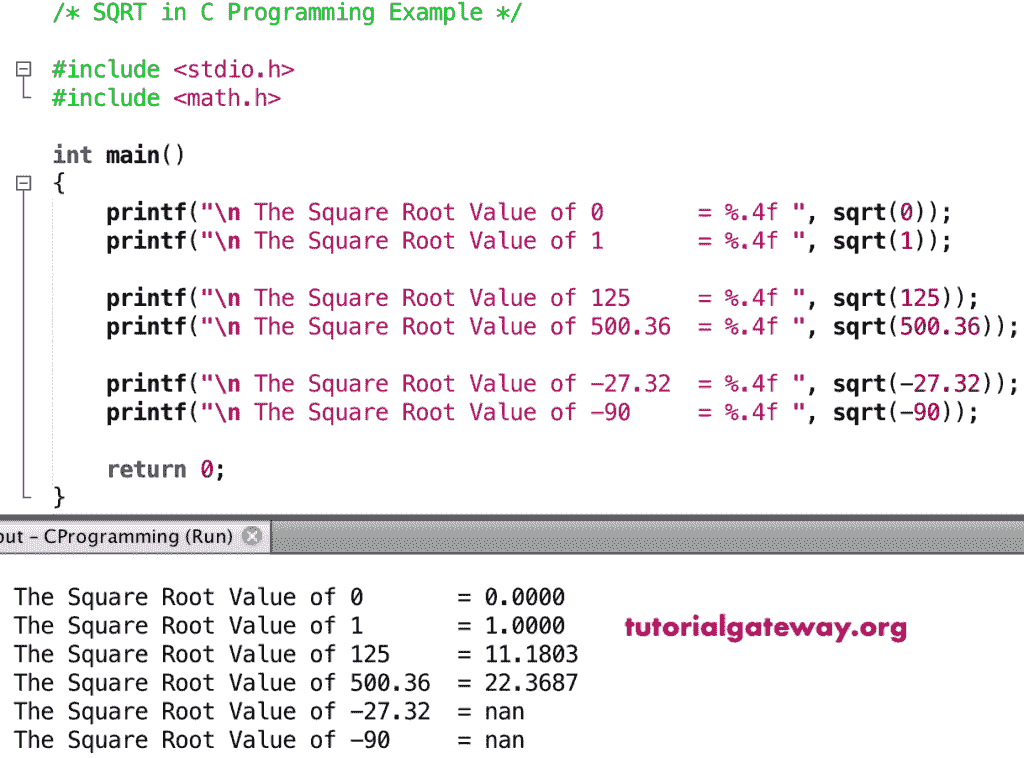 /* SQRT in C Programming Example */
#include <stdio.h>
#include <math.h>
int main()
{
    printf("\n The Square Root Value of 0       = %.4f ", sqrt(0));
    printf("\n The Square Root Value of 1       = %.4f ", sqrt(1));
    printf("\n The Square Root Value of 125     = %.4f ", sqrt(125));
    printf("\n The Square Root Value of 500.36  = %.4f ", sqrt(500.36));
    printf("\n The Square Root Value of -27.32  = %.4f ", sqrt(-27.32));
    printf("\n The Square Root Value of -90     = %.4f ", sqrt(-90));
    return 0;
}
– CProgramming (Run)
The Square Root Value of 0       = 0.0000
The Square Root Value of 1       = 1.0000
tutorialgateway.org
The Square Root Value of 125     = 11.1803
The Square Root Value of 500.36  = 22.3687
The Square Root Value of -27.32  = nan
The Square Root Value of -90     = nan